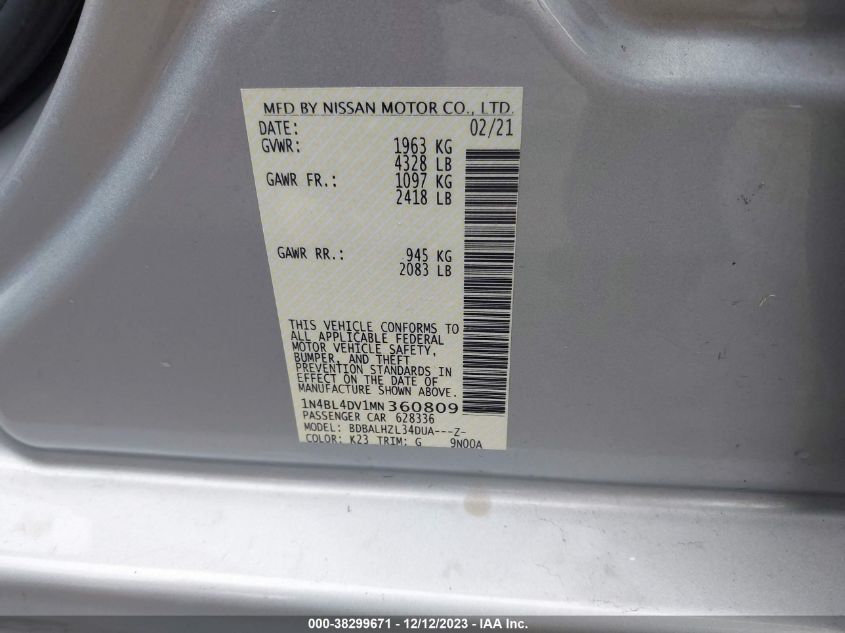 MFD BY NISSAN MOTOR CO., LTD.
DATE: 02/21
GVWR: 1963 KG
4328 LB
GAWR FR.: 1097 KG
2418 LB
GAWR RR.: 945 KG
2083 LB
THIS VEHICLE CONFORMS TO
ALL APPLICABLE FEDERAL
MOTOR VEHICLE SAFETY,
BUMPER, AND THEFT
PREVENTION STANDARDS IN
EFFECT ON THE DATE OF
MANUFACTURE SHOWN ABOVE.
1N4BL4DV1MN360809
PASSENGER CAR 628336
MODEL: BDBALHZL34DUA---Z-
COLOR: K23 TRIM: G 9N00A
000-38299671 - 12/12/2023 - IAA Inc.